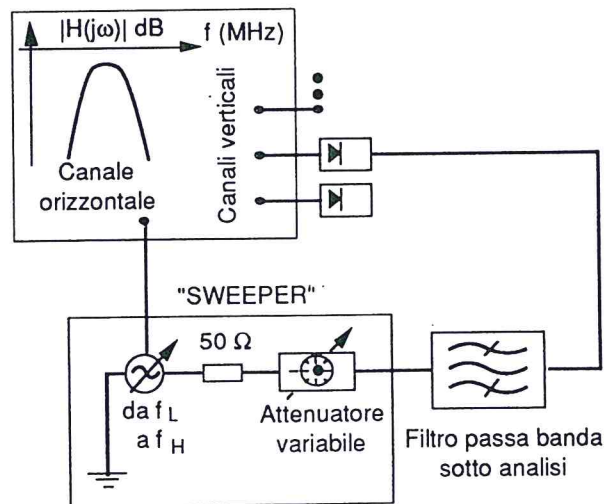 |H(jω)| dB
f (MHz)
Canali verticali
Canale
orizzontale
"SWEEPER"
50 Ω
da f L
a f H
Attenuatore
variabile
Filtro passa banda
sotto analisi